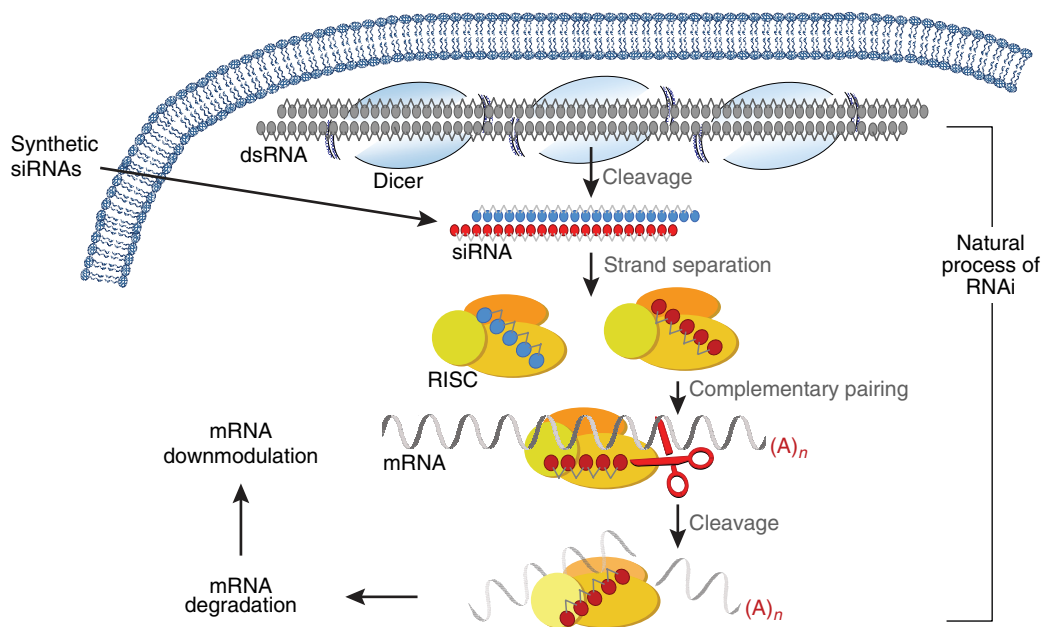 dsRNA
Synthetic
siRNAs
Dicer
Cleavage
siRNA
Strand separation
Natural
process of
RNAi
RISC
Complementary pairing
mRNA
(A)n
mRNA
downmodulation
Cleavage
mRNA
degradation
(A)n